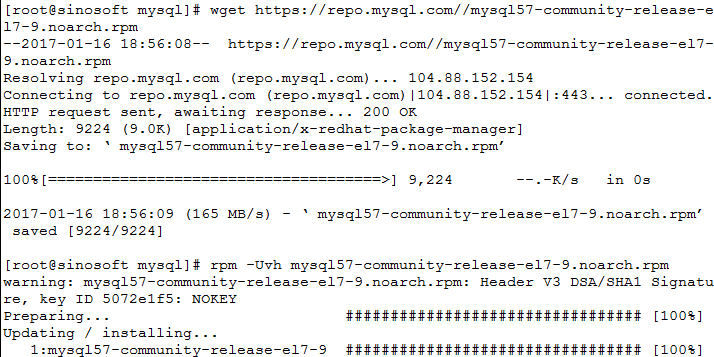 [root@sinosoft mysql]# wget https://repo.mysql.com//mysql57-community-release-e
l7-9.noarch.rpm
--2017-01-16 18:56:08--  https://repo.mysql.com//mysql57-community-release-el7-
9.noarch.rpm
Resolving repo.mysql.com (repo.mysql.com)... 104.88.152.154
Connecting to repo.mysql.com (repo.mysql.com)|104.88.152.154|:443... connected.
HTTP request sent, awaiting response... 200 OK
Length: 9224 (9.0K) [application/x-redhat-package-manager]
Saving to: ‘ mysql57-community-release-el7-9.noarch.rpm’
100%[=====================================>] 9,224       --.-K/s   in 0s
2017-01-16 18:56:09 (165 MB/s) - ‘ mysql57-community-release-el7-9.noarch.rpm’
 saved [9224/9224]
[root@sinosoft mysql]# rpm -Uvh mysql57-community-release-el7-9.noarch.rpm
warning: mysql57-community-release-el7-9.noarch.rpm: Header V3 DSA/SHA1 Signatu
re, key ID 5072e1f5: NOKEY
Preparing...                          ################################# [100%]
Updating / installing...
   1:mysql57-community-release-el7-9  ################################# [100%]